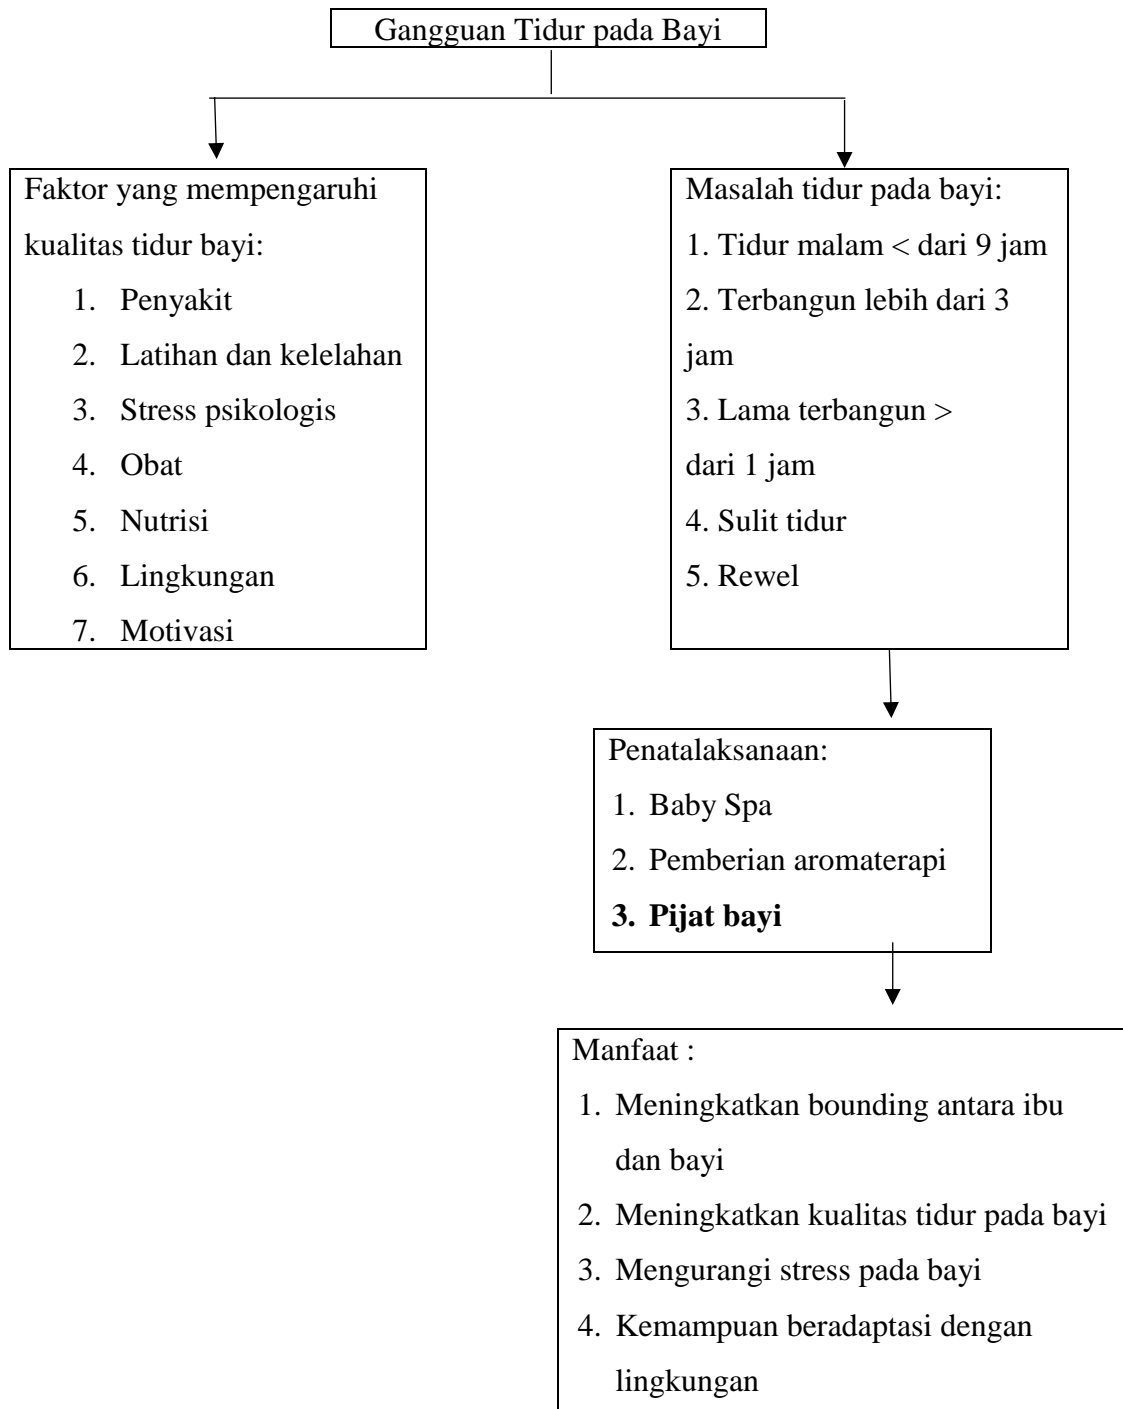 Gangguan Tidur pada Bayi
Faktor yang mempengaruhi
kualitas tidur bayi:
1. Penyakit
2. Latihan dan kelelahan
3. Stress psikologis
4. Obat
5. Nutrisi
6. Lingkungan
7. Motivasi
Masalah tidur pada bayi:
1. Tidur malam < dari 9 jam
2. Terbangun lebih dari 3
jam
3. Lama terbangun >
dari 1 jam
4. Sulit tidur
5. Rewel
Penatalaksanaan:
1. Baby Spa
2. Pemberian aromaterapi
3. Pijat bayi
Manfaat :
1. Meningkatkan bounding antara ibu
dan bayi
2. Meningkatkan kualitas tidur pada bayi
3. Mengurangi stress pada bayi
4. Kemampuan beradaptasi dengan
lingkungan